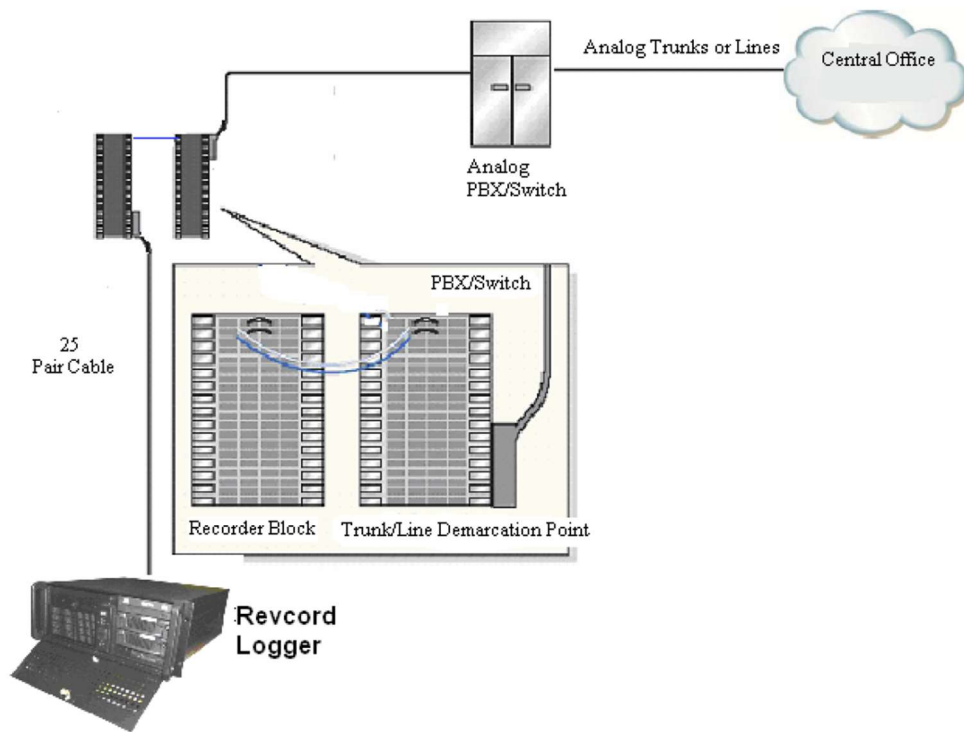 Analog Trunks or Lines
Central Office
Analog
PBX/Switch
PBX/Switch
25
Pair Cable
Recorder Block
Trunk/Line Demarcation Point
Revcord
Logger